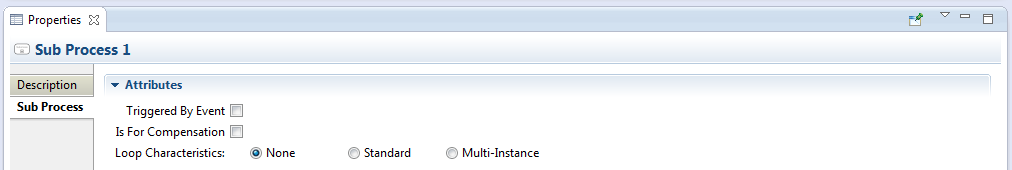 Properties
Sub Process 1
Description
Attributes
Sub Process
Triggered By Event
Is For Compensation
Loop Characteristics: None Standard Multi-Instance